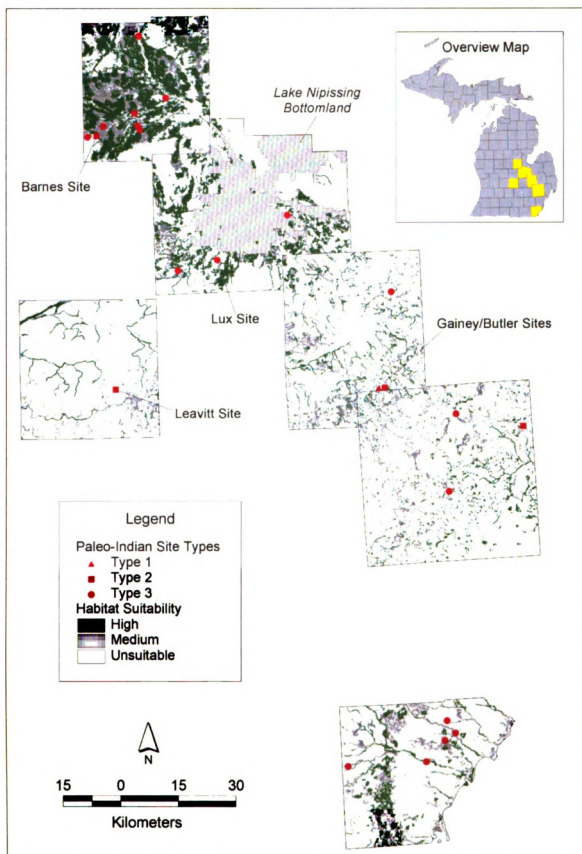 Overview Map
Lake Nipissing
Bottomland
Barnes Site
Lux Site
Gainey/Butler Sites
Leavitt Site
Legend
Paleo-Indian Site Types
Type 1
Type 2
Type 3
Habitat Suitability
High
Medium
Unsuitable
N
15 0 15 30
Kilometers